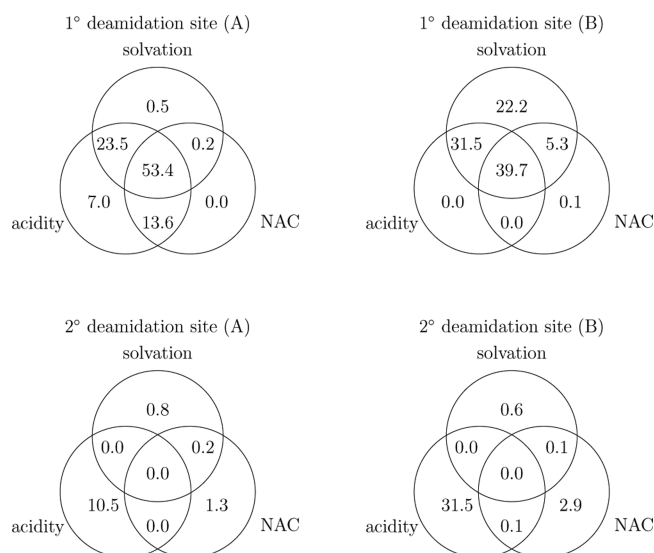 1° deamidation site (A)
solvation
0.5
23.5
0.2
53.4
7.0
0.0
13.6
acidity
NAC
1° deamidation site (B)
solvation
22.2
31.5
5.3
39.7
0.0
0.1
0.0
acidity
NAC
2° deamidation site (A)
solvation
0.8
0.0
0.2
0.0
10.5
1.3
0.0
acidity
NAC
2° deamidation site (B)
solvation
0.6
0.0
0.1
0.0
31.5
2.9
0.1
acidity
NAC